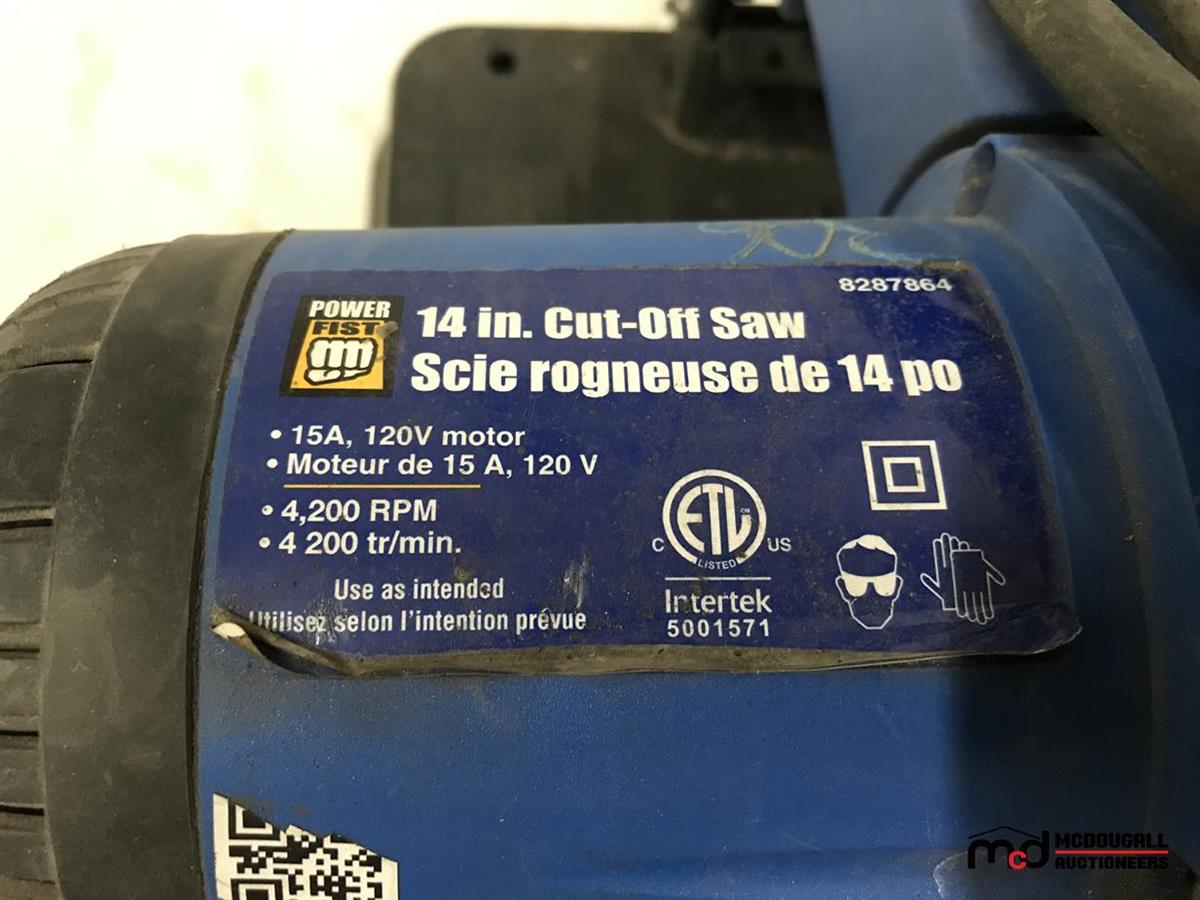 8287864
POWER
FIST
14 in. Cut-Off Saw
Scie rogneuse de 14 po
• 15A, 120V motor
• Moteur de 15 A, 120 V
• 4,200 RPM
• 4 200 tr/min.
Use as intended
Utilisez selon l'intention prévue
ETL
CM
LISTED
C US
Intertek
5001571
mcd MCDOUGALL
AUCTIONEERS